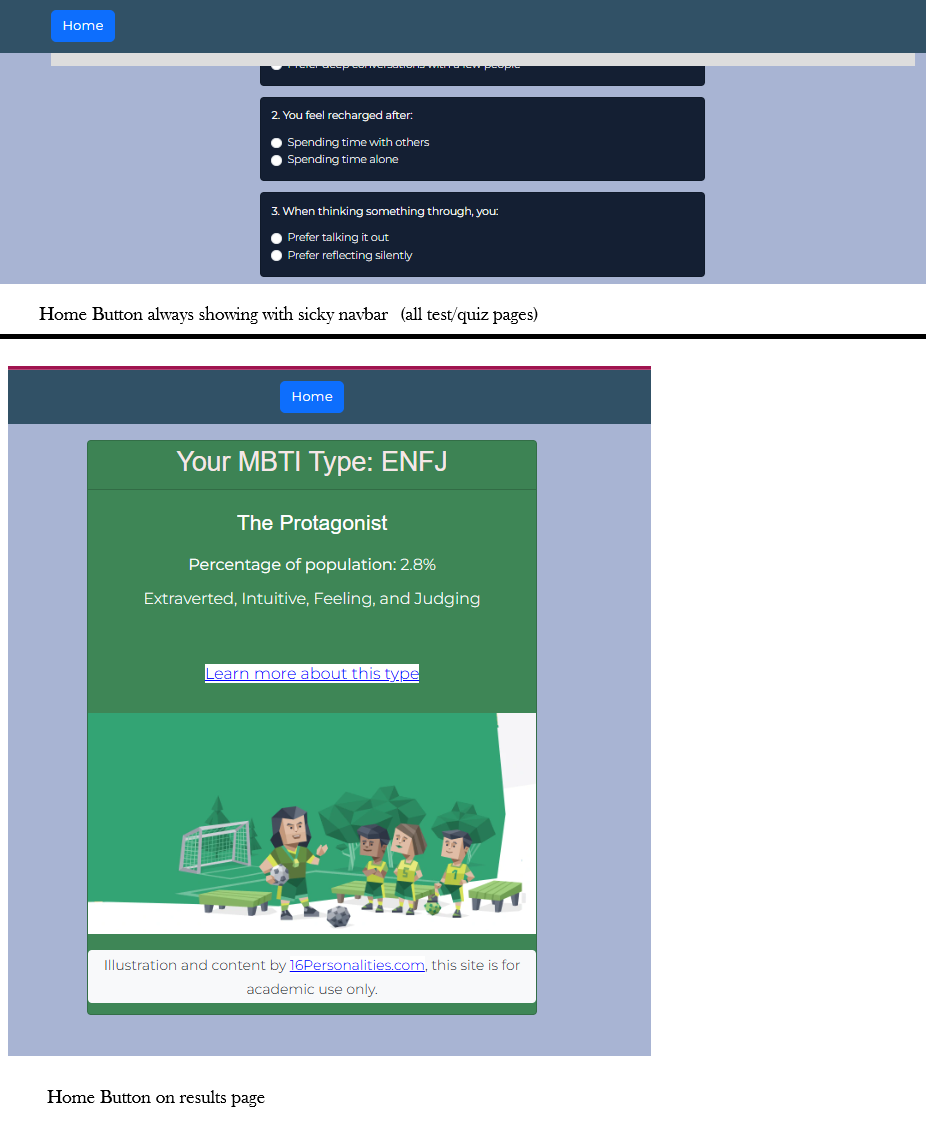 Home
Prefer deep conversations with a few people
2. You feel recharged after:
Spending time with others
Spending time alone
3. When thinking something through, you:
Prefer talking it out
Prefer reflecting silently
Home Button always showing with sicky navbar (all test/quiz pages)
Home
Your MBTI Type: ENFJ
The Protagonist
Percentage of population: 2.8%
Extraverted, Intuitive, Feeling, and Judging
Learn more about this type
5
1
Illustration and content by 16Personalities.com, this site is for
academic use only.
Home Button on results page